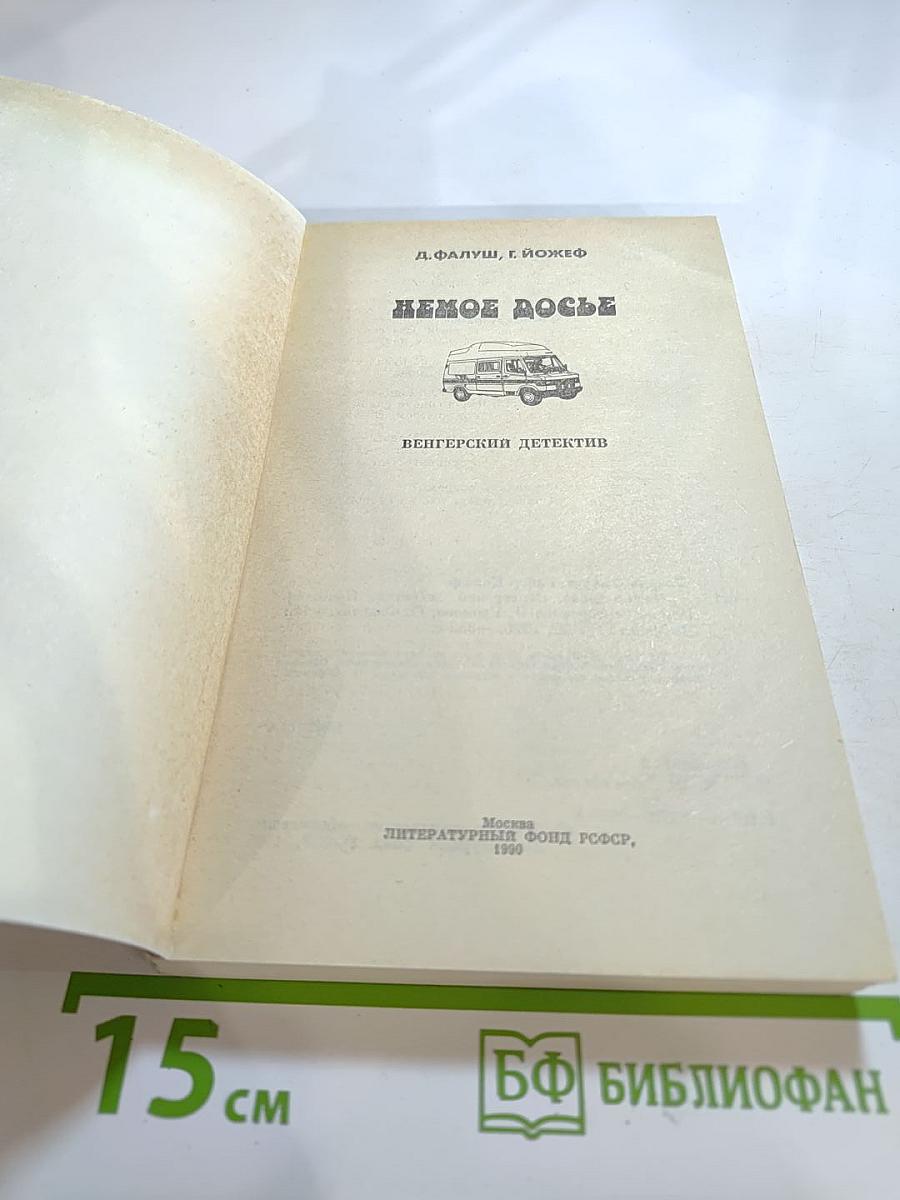 Д. ФАЛУШ, Г. ЙОЖЕФ
НЕМОЕ ДОСЬЕ
ВЕНГЕРСКИЙ ДЕТЕКТИВ
Москва
ЛИТЕРАТУРНЫЙ ФОНД РСФСР,
1990
15 см
БФ БИБЛИОФАН